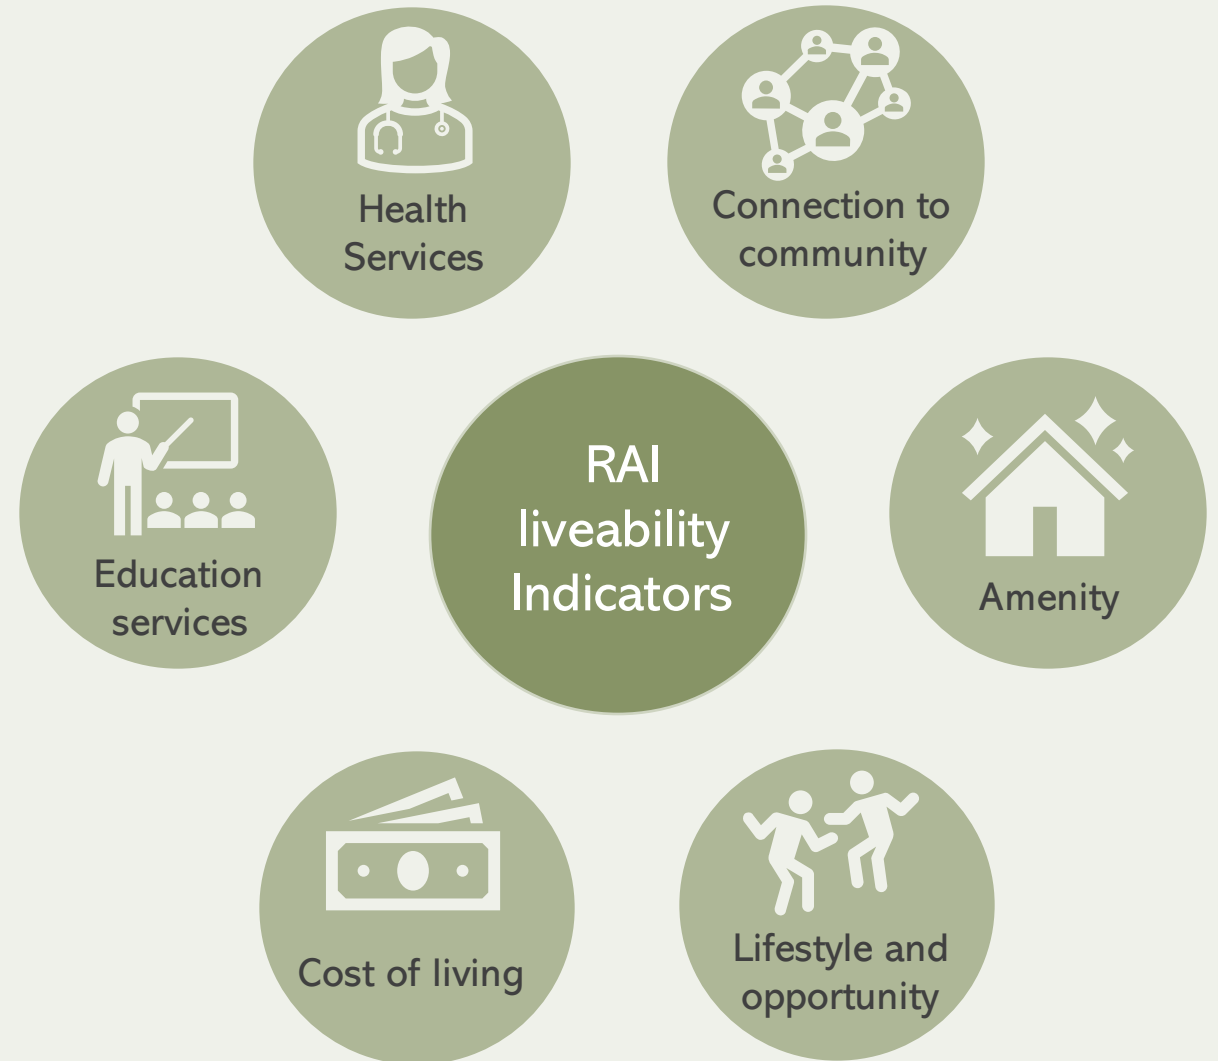 Health
Services
Connection to
community
Education
services
RAI
liveability
Indicators
Amenity
Cost of living
Lifestyle and
opportunity